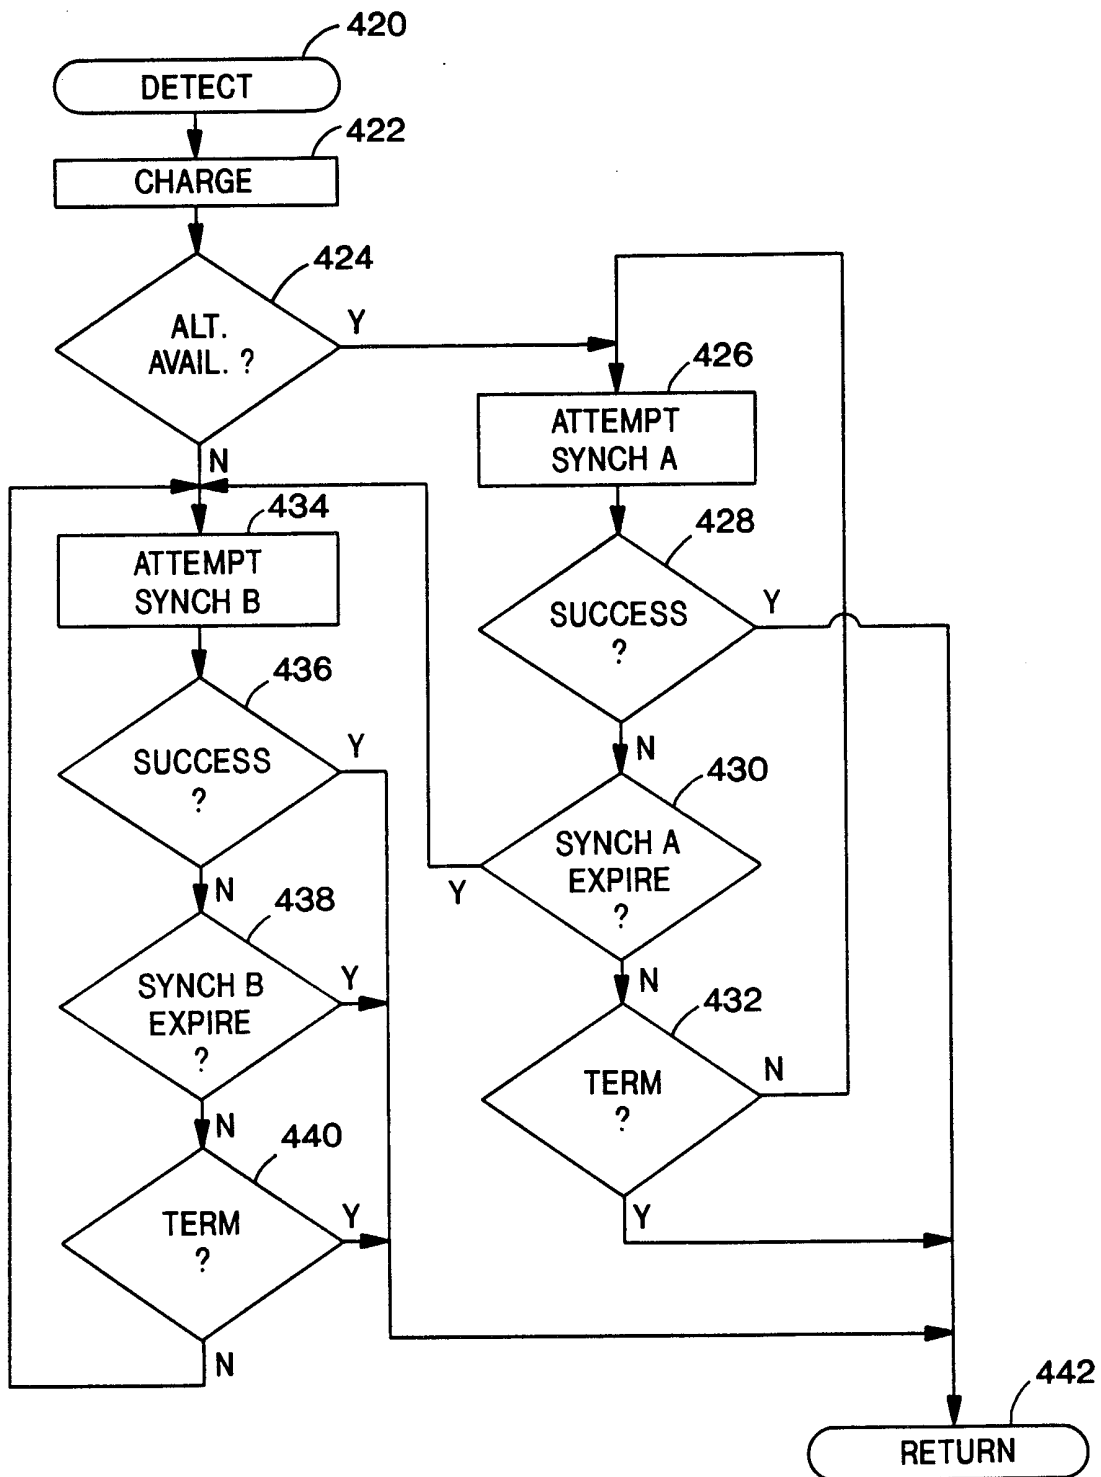 420
DETECT
422
CHARGE
424
ALT.
AVAIL. ?
Y
N
426
ATTEMPT
SYNCH A
428
SUCCESS
?
Y
N
430
SYNCH A
EXPIRE
?
Y
N
432
TERM
?
N
Y
434
ATTEMPT
SYNCH B
436
SUCCESS
?
Y
N
438
SYNCH B
EXPIRE
?
Y
N
440
TERM
?
Y
N
442
RETURN